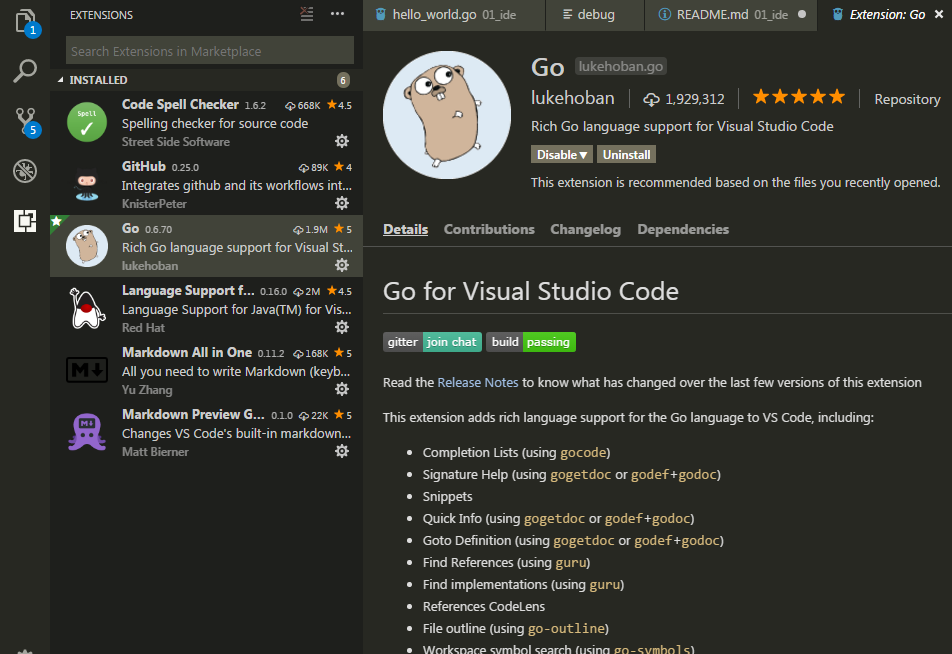 EXTENSIONS
Search Extensions in Marketplace
INSTALLED 6
1
5
Spell
Code Spell Checker 1.6.2 668K ★4.5
Spelling checker for source code
Street Side Software
GitHub 0.25.0 89K ★4
Integrates github and its workflows int...
KnisterPeter
Go 0.6.70 1.9M ★5
Rich Go language support for Visual St...
lukehoban
Language Support f... 0.16.0 2M ★4.5
Language Support for Java(TM) for Vis...
Red Hat
M
Markdown All in One 0.11.2 168K ★5
All you need to write Markdown (keyb...
Yu Zhang
M
Markdown Preview G... 0.1.0 22K ★5
Changes VS Code's built-in markdown...
Matt Bierner
hello_world.go 01_ide debug README.md 01_ide ● Extension: Go ×
Go lukehoban.go
lukehoban | 1,929,312 | ★★★★★ | Repository
Rich Go language support for Visual Studio Code
Disable▼ Uninstall
This extension is recommended based on the files you recently opened.
Details Contributions Changelog Dependencies
Go for Visual Studio Code
gitter join chat build passing
Read the Release Notes to know what has changed over the last few versions of this extension
This extension adds rich language support for the Go language to VS Code, including:
• Completion Lists (using gocode)
• Signature Help (using gogetdoc or godef+godoc)
• Snippets
• Quick Info (using gogetdoc or godef+godoc)
• Goto Definition (using gogetdoc or godef+godoc)
• Find References (using guru)
• Find implementations (using guru)
• References CodeLens
• File outline (using go-outline)
• Workspace symbol search (using go-symbols)